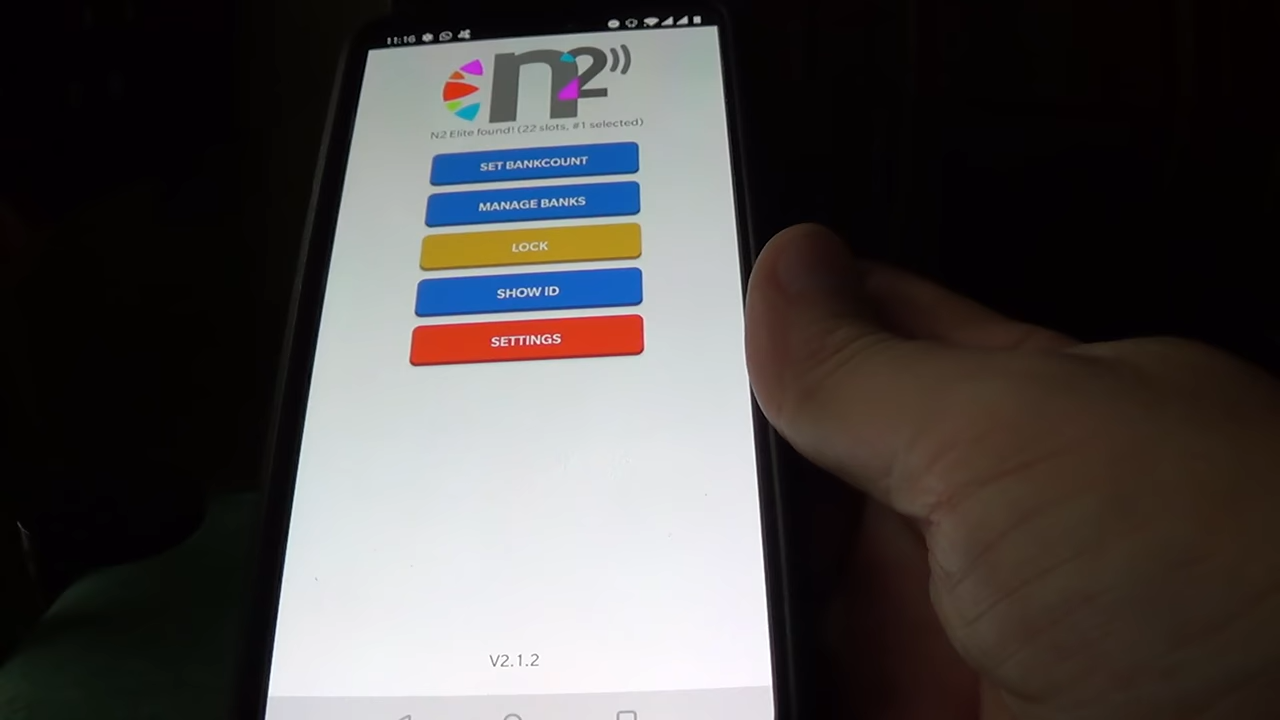 11:16
n2
N2 Elite found! (22 slots, #1 selected)
SET BANKCOUNT
MANAGE BANKS
LOCK
SHOW ID
SETTINGS
V2.1.2